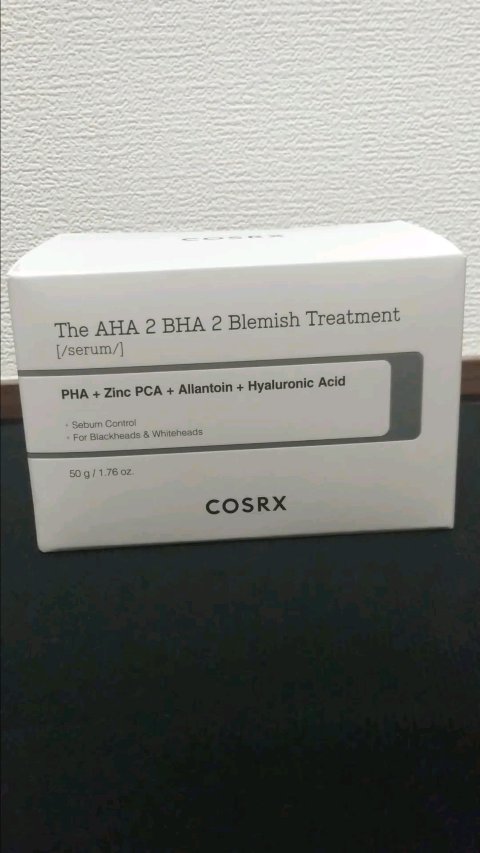 COSRX
The AHA 2 BHA 2 Blemish Treatment
[/serum/]
PHA + Zinc PCA + Allantoin + Hyaluronic Acid
· Sebum Control
· For Blackheads & Whiteheads
50 g / 1.76 oz.
COSRX